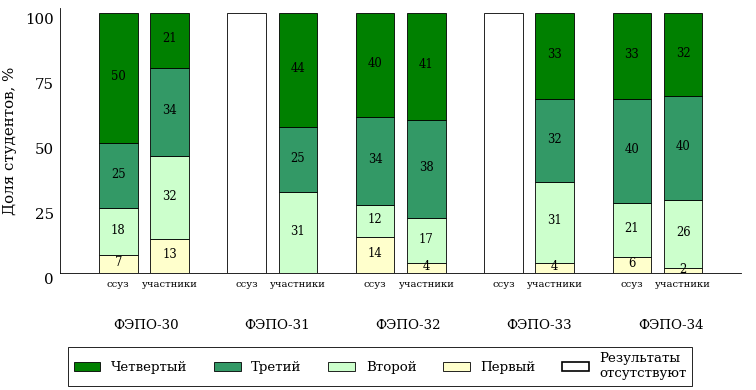 Доля студентов, %
100
75
50
25
0
50 25 18 7
21 34 32 13
44 25 31
40 34 12 14
41 38 17 4
33 32 31 4
33 40 21 6
32 40 26 2
ссуз участники ссуз участники ссуз участники ссуз участники ссуз участники
ФЭПО-30 ФЭПО-31 ФЭПО-32 ФЭПО-33 ФЭПО-34
Четвертый Третий Второй Первый Результаты
отсутствуют